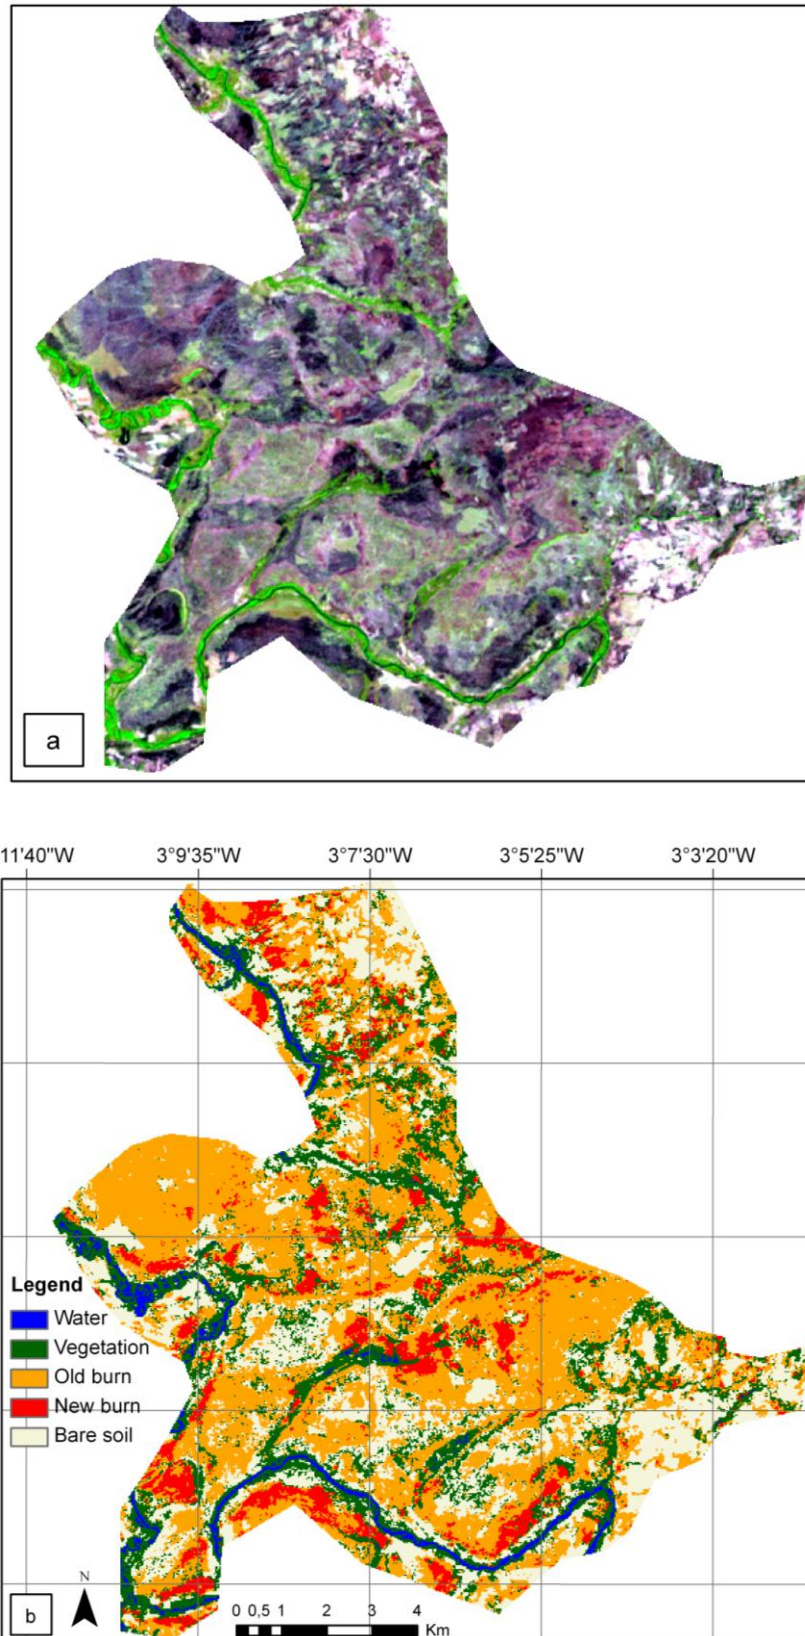 a
11'40"W 3°9'35"W 3°7'30"W 3°5'25"W 3°3'20"W
Legend
Water
Vegetation
Old burn
New burn
Bare soil
N
b
0 0,5 1 2 3 4
Km